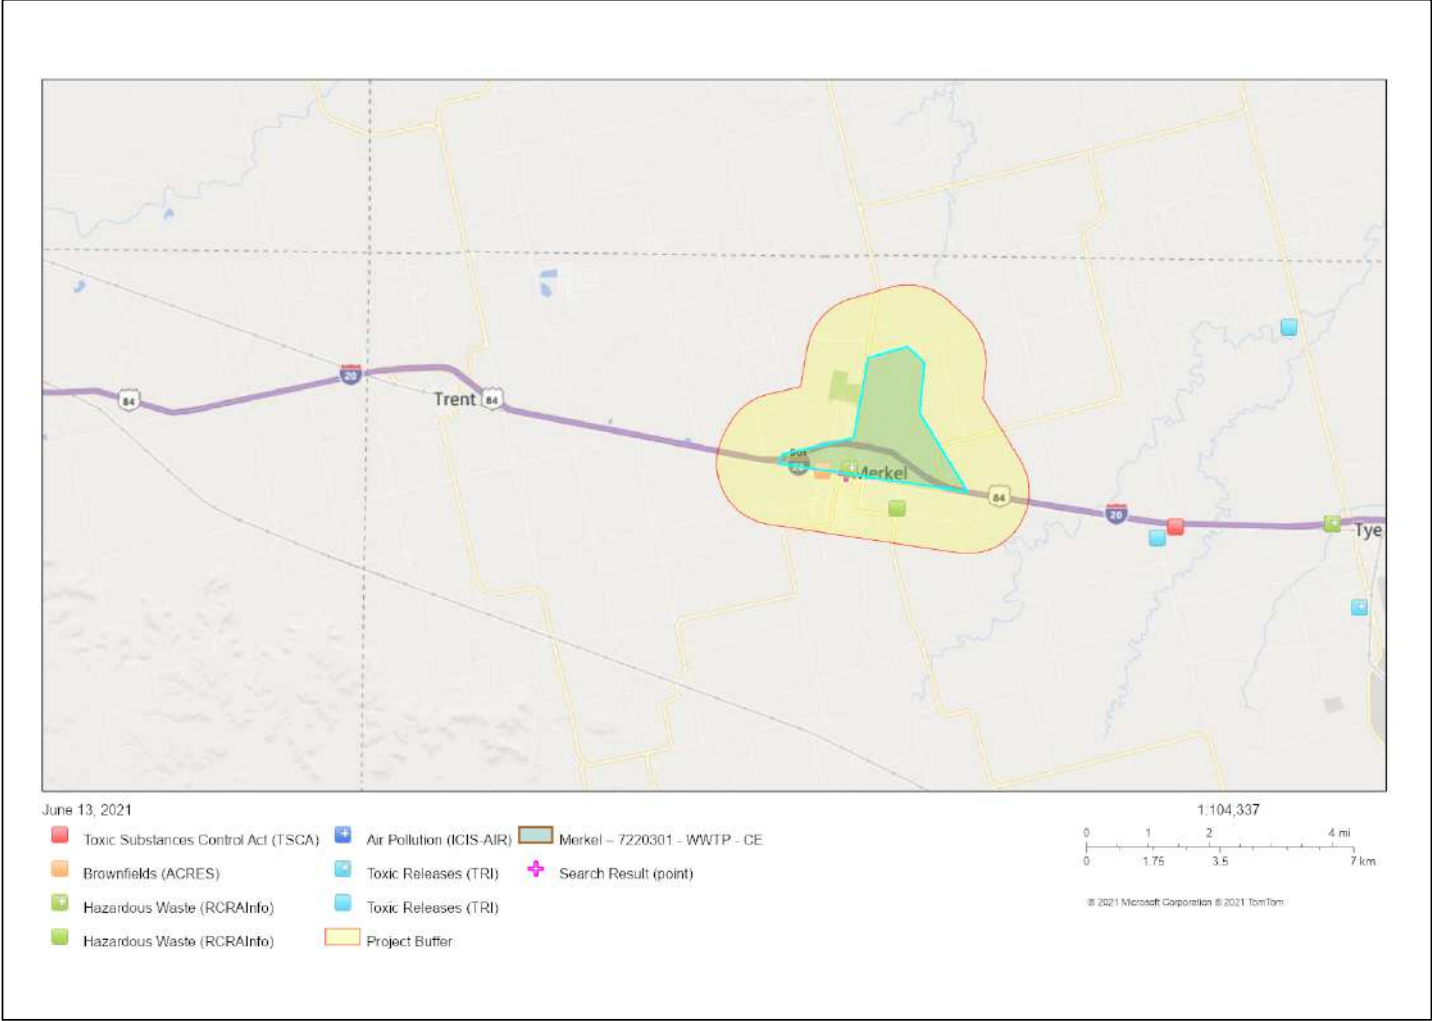 20
84
Trent
84
Merkel
84
20
Tye
June 13, 2021
1:104,337
Toxic Substances Control Act (TSCA)
Air Pollution (ICIS-AIR)
Merkel – 7220301 - WWTP - CE
Brownfields (ACRES)
Toxic Releases (TRI)
Search Result (point)
Hazardous Waste (RCRAInfo)
Toxic Releases (TRI)
Hazardous Waste (RCRAInfo)
Project Buffer
0 1 2 4 mi
0 1.75 3.5 7 km
© 2021 Microsoft Corporation © 2021 TomTom